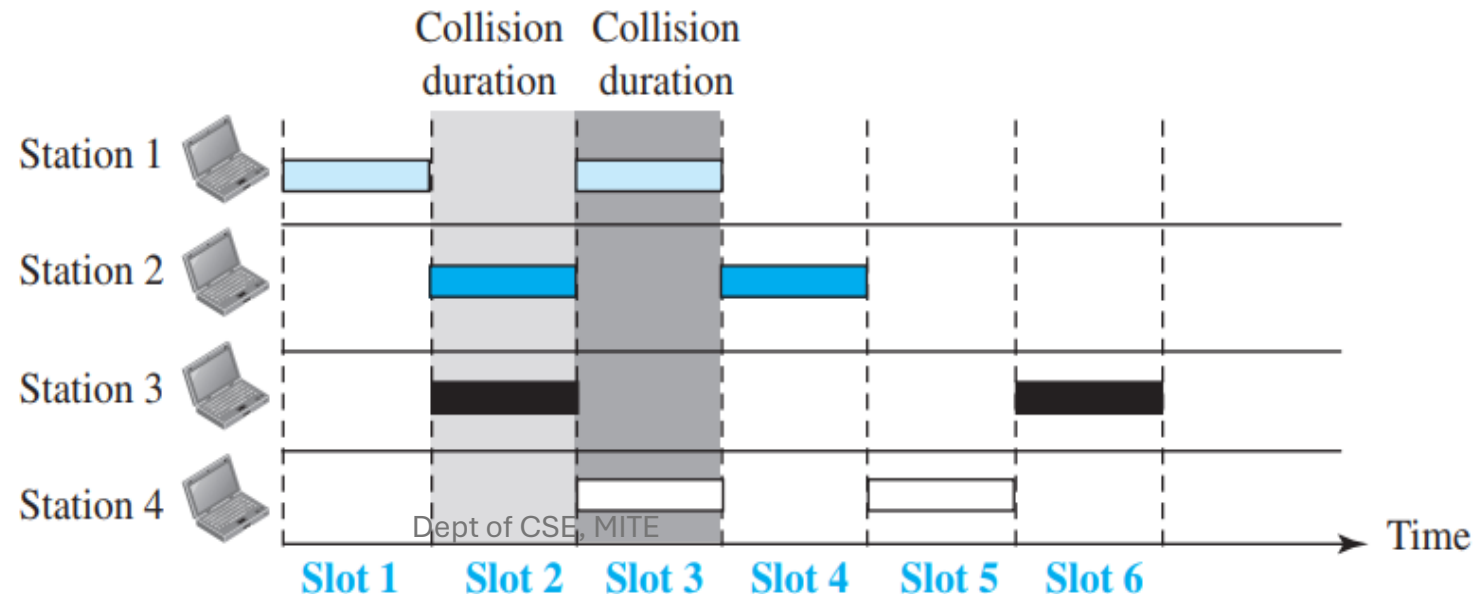 Collision Collision
duration duration
Station 1
Station 2
Station 3
Station 4
Dept of CSE, MITE
Time
Slot 1 Slot 2 Slot 3 Slot 4 Slot 5 Slot 6